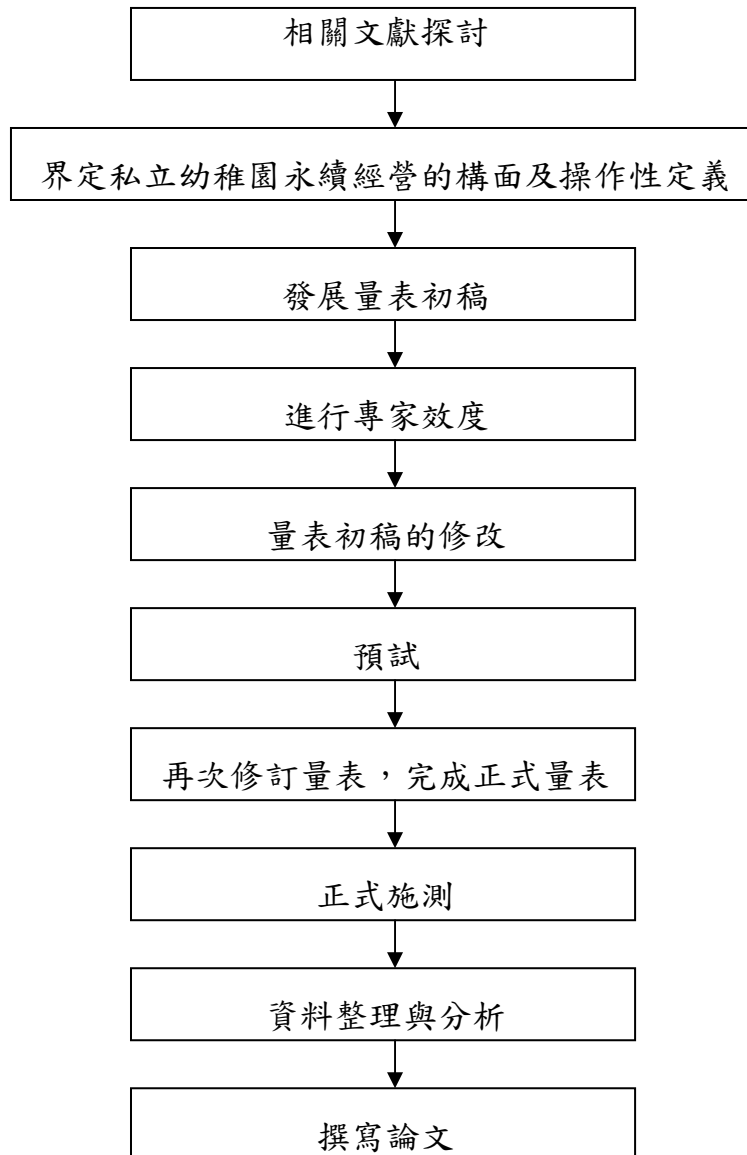 相關文獻探討
界定私立幼稚園永續經營的構面及操作性定義
發展量表初稿
進行專家效度
量表初稿的修改
預試
再次修訂量表，完成正式量表
正式施測
資料整理與分析
撰寫論文